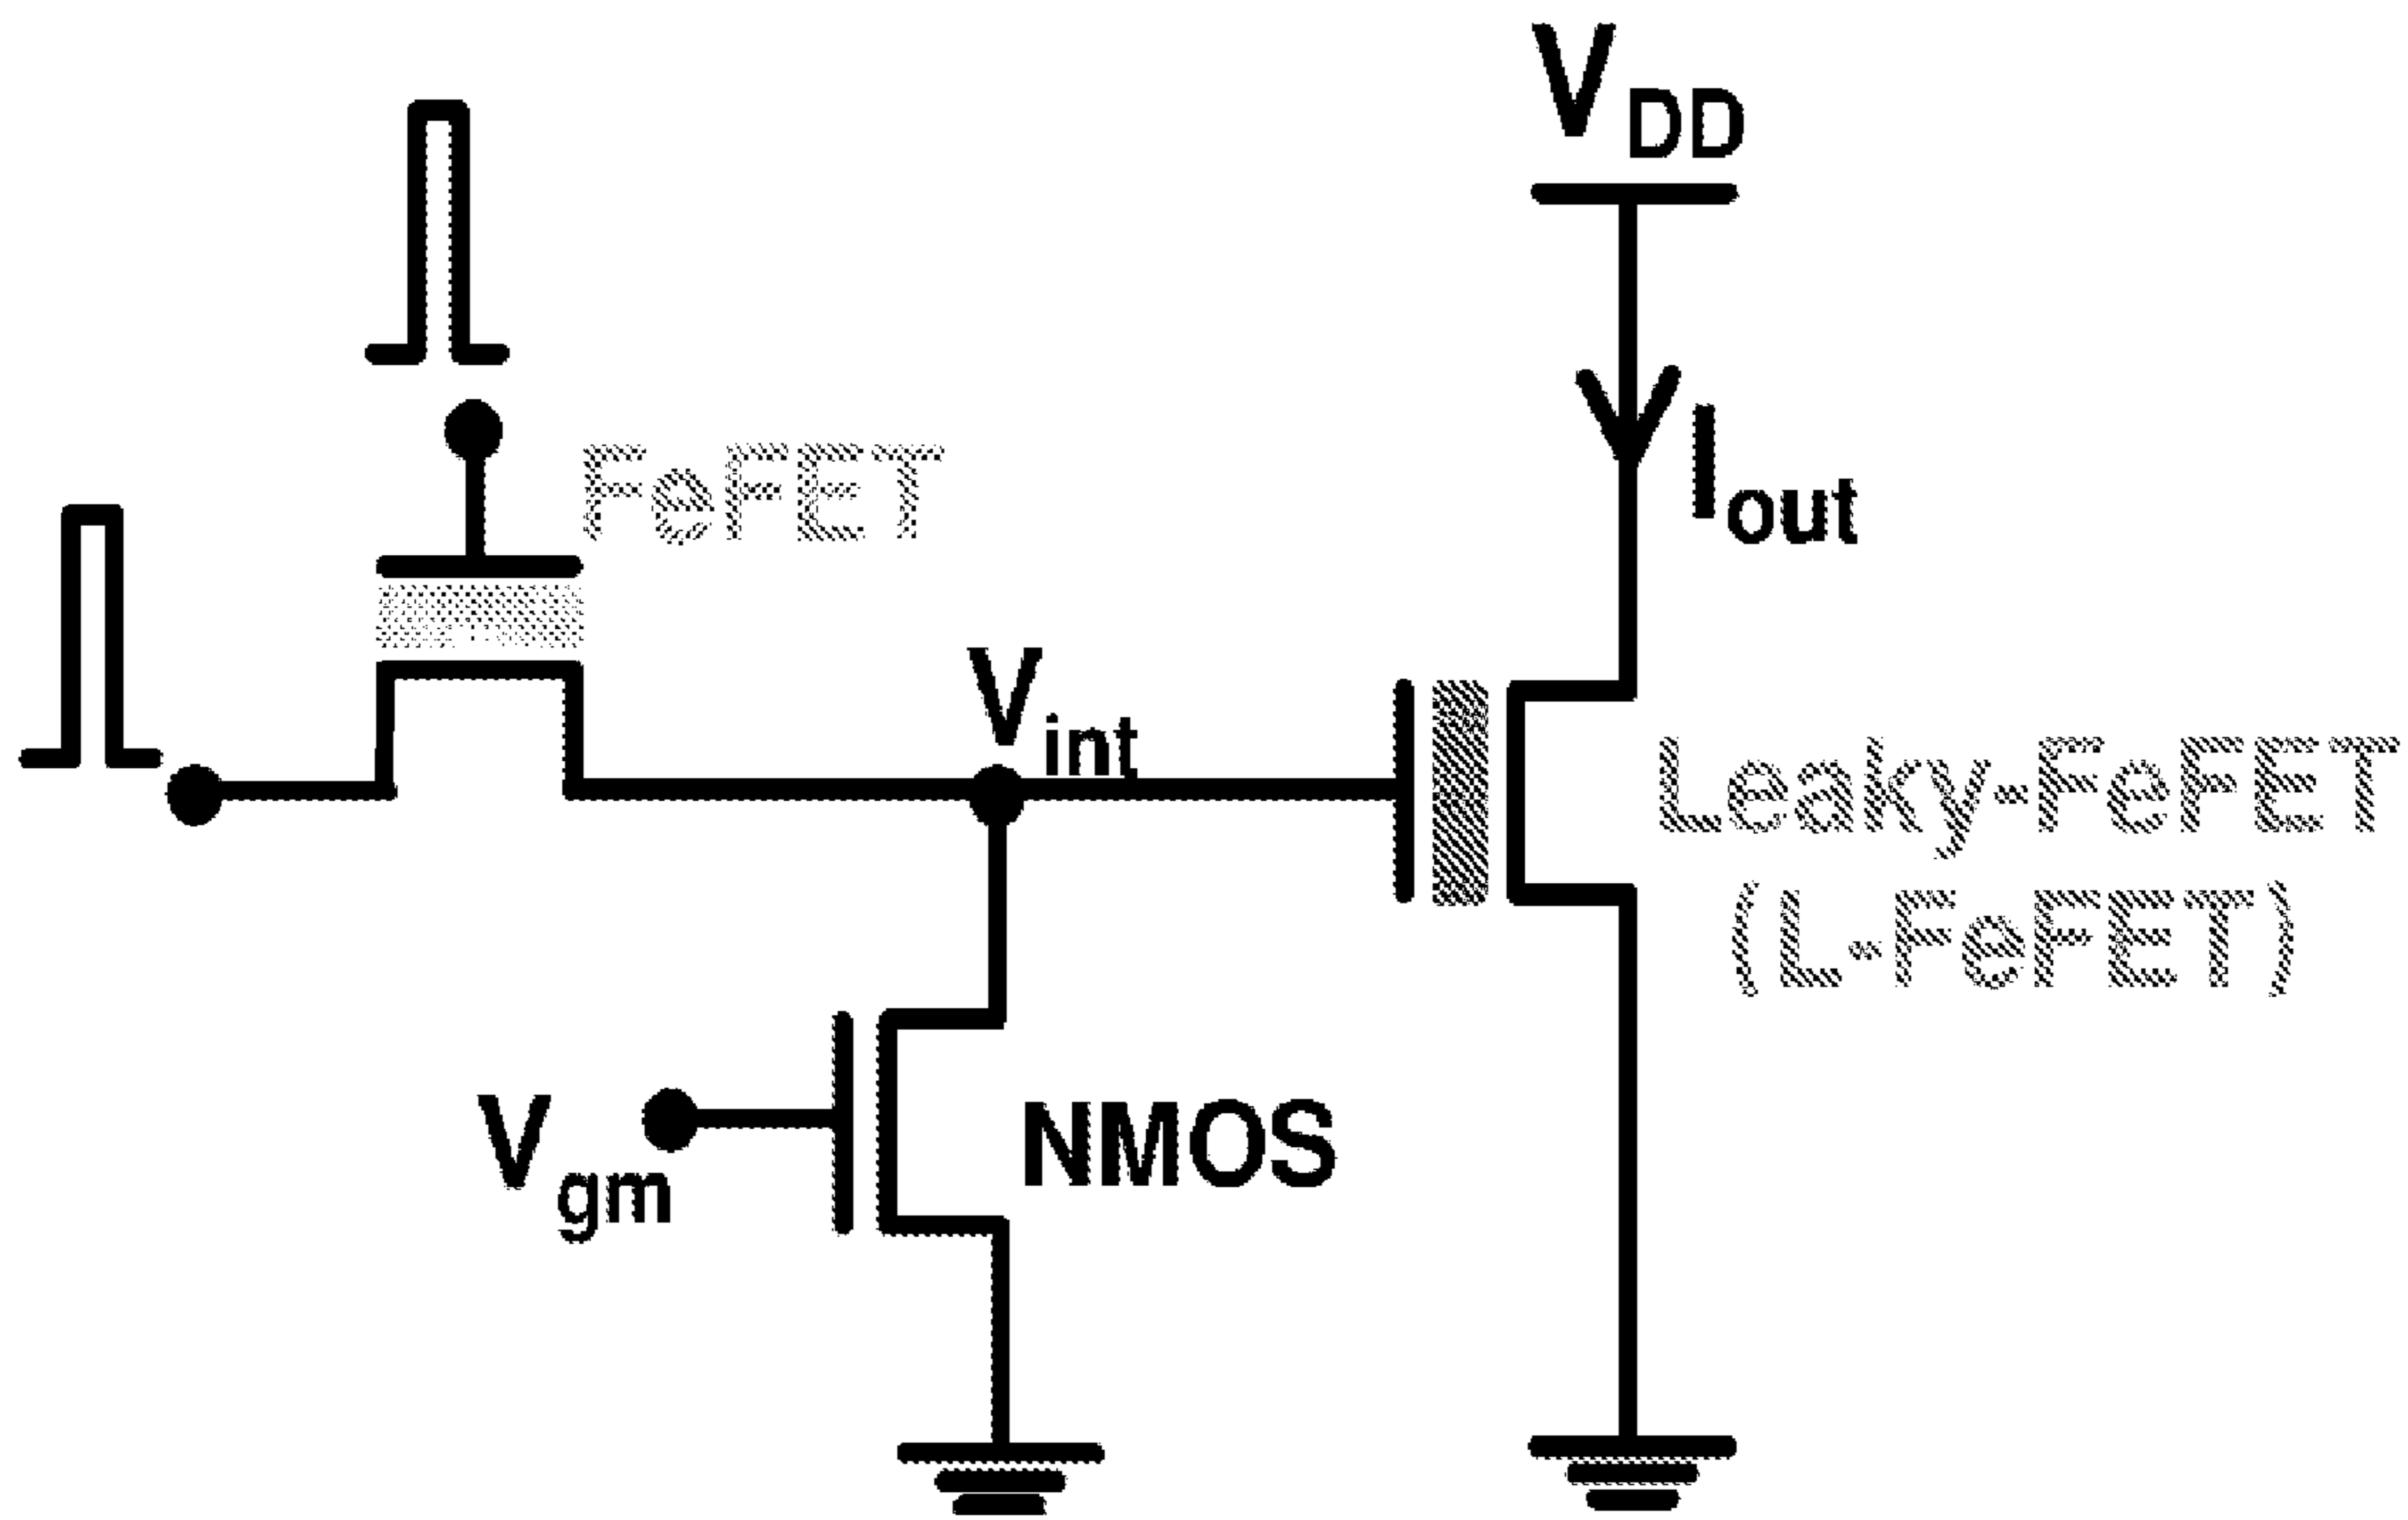 VDD
FeFET
Iout
Vint
Leaky-FeFET
(L-FeFET)
Vgm
NMOS